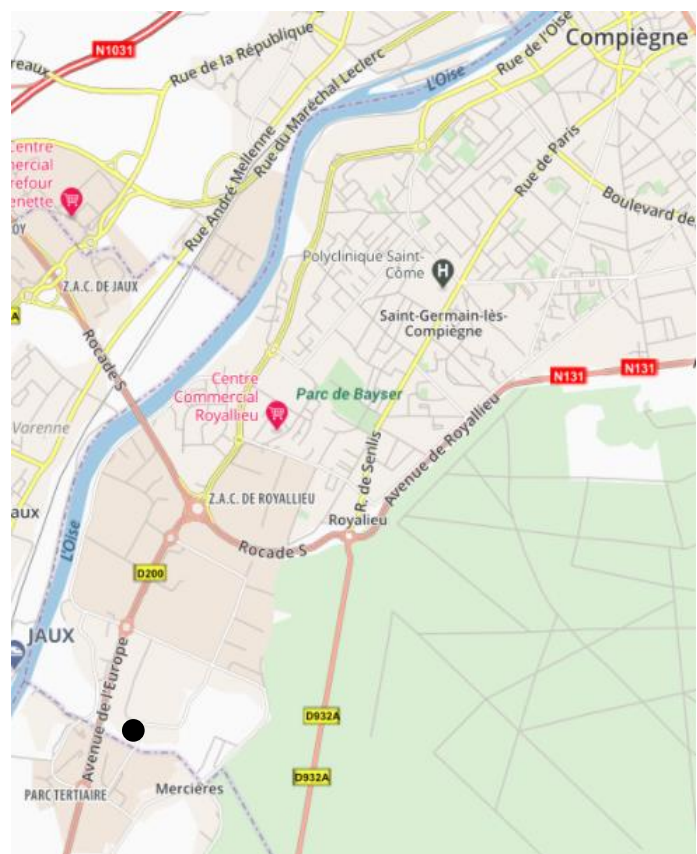 Compiègne
N1031
reaux
Rue de la République
Rue du Maréchal Leclerc
L'Oise
Rue de l'Oise
Rue de Paris
Centre
mercial
refour
enette
Rue André Mellenne
Boulevard de
OY
Z.A.C. DE JAUX
Polyclinique Saint-
Côme
H
Saint-Germain-lès-
Compiègne
A
Rocade S
N131
N131
Centre
Commercial
Royallieu
Parc de Bayser
Varenne
R. de Senlis
Avenue de Royallieu
Z.A.C. DE ROYALLIEU
aux
Royalieu
L'Oise
Rocade S
D200
JAUX
Avenue de l'Europe
D932A
D932A
Mercières
PARC TERTIAIRE